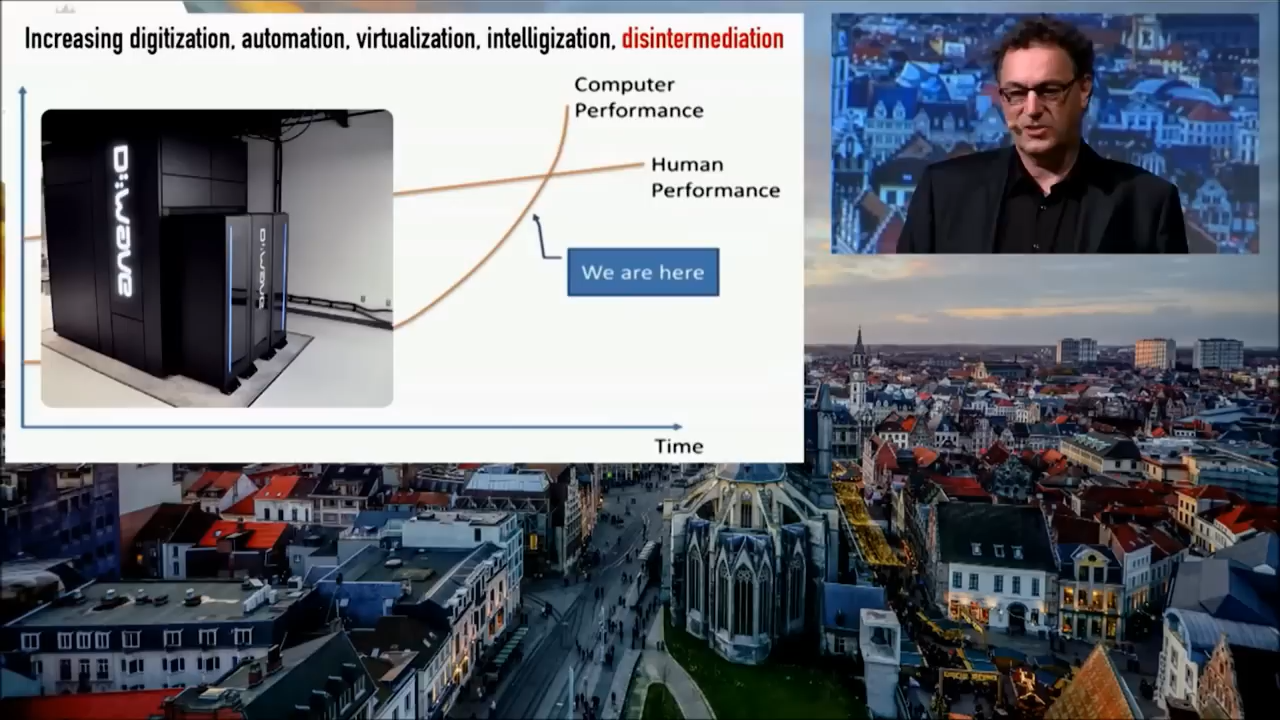 Increasing digitization, automation, virtualization, intelligization, disintermediation
Computer
Performance
Human
Performance
We are here
Time
D:Wave
D:Wave